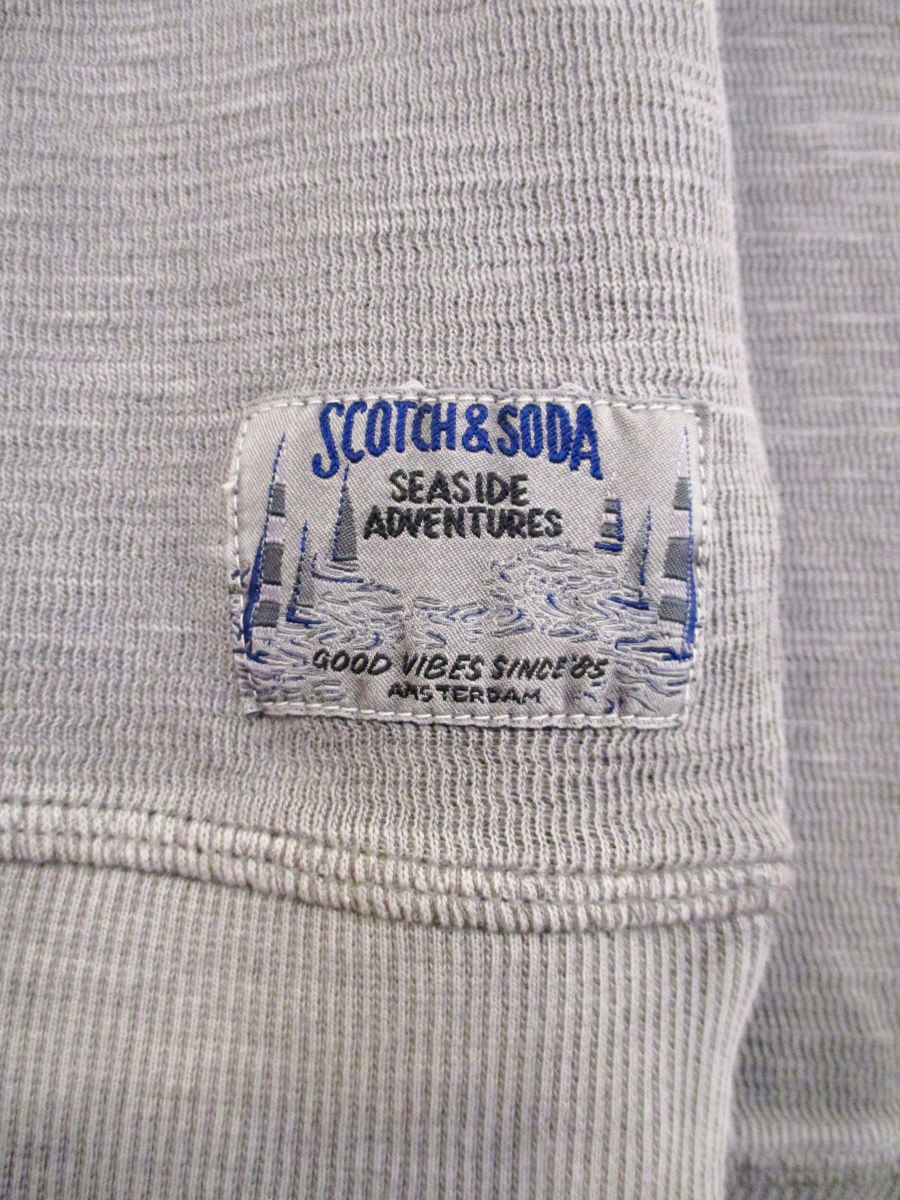 SCOTCH & SODA
SEASIDE
ADVENTURES
GOOD VIBES SINCE '85
AMSTERDAM